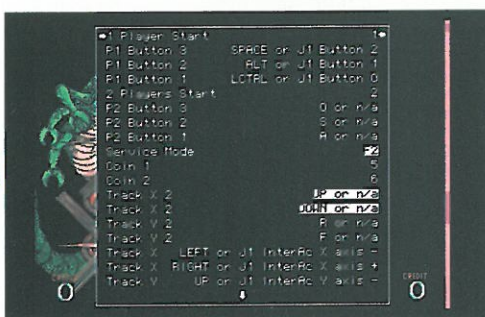 1 Player Start 1
P1 Button 3 SPACE or J1 Button 2
P1 Button 2 ALT or J1 Button 1
P1 Button 1 LCTRL or J1 Button 0
2 Players Start 2
P2 Button 3 Q or n/a
P2 Button 2 S or n/a
P2 Button 1 A or n/a
Service Mode F2
Coin 1 5
Coin 2 6
Track X 2 UP or n/a
Track X 2 DOWN or n/a
Track Y 2 R or n/a
Track Y 2 F or n/a
Track X LEFT or J1 InterAc X axis -
Track X RIGHT or J1 InterAc X axis +
Track Y UP or J1 InterAc Y axis -
CREDIT
0
0